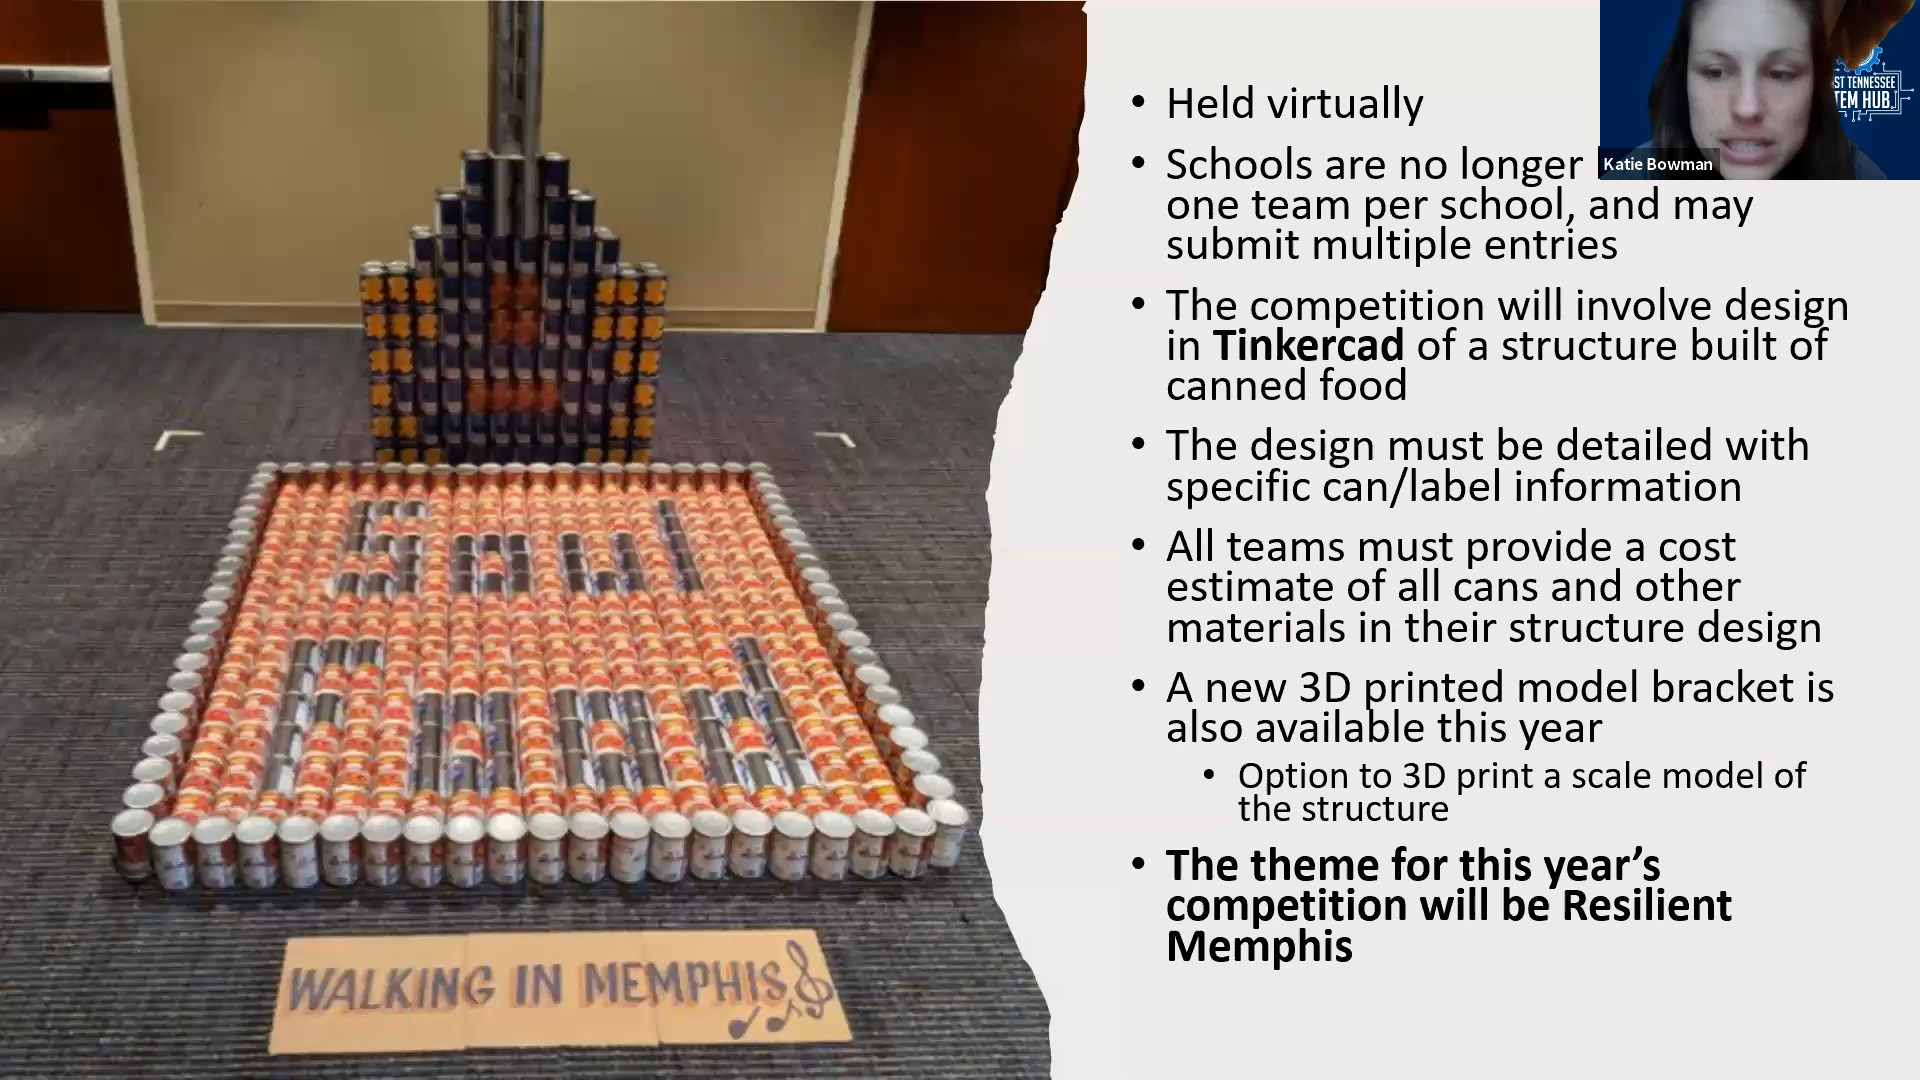 Held virtually
Schools are no longer
one team per school, and may
submit multiple entries
The competition will involve design
in Tinkercad of a structure built of
canned food
The design must be detailed with
specific can/label information
All teams must provide a cost
estimate of all cans and other
materials in their structure design
A new 3D printed model bracket is
also available this year
Option to 3D print a scale model of
the structure
The theme for this year’s
competition will be Resilient
Memphis
Katie Bowman
ST TENNESSEE
TEM HUB
WALKING IN MEMPHIS